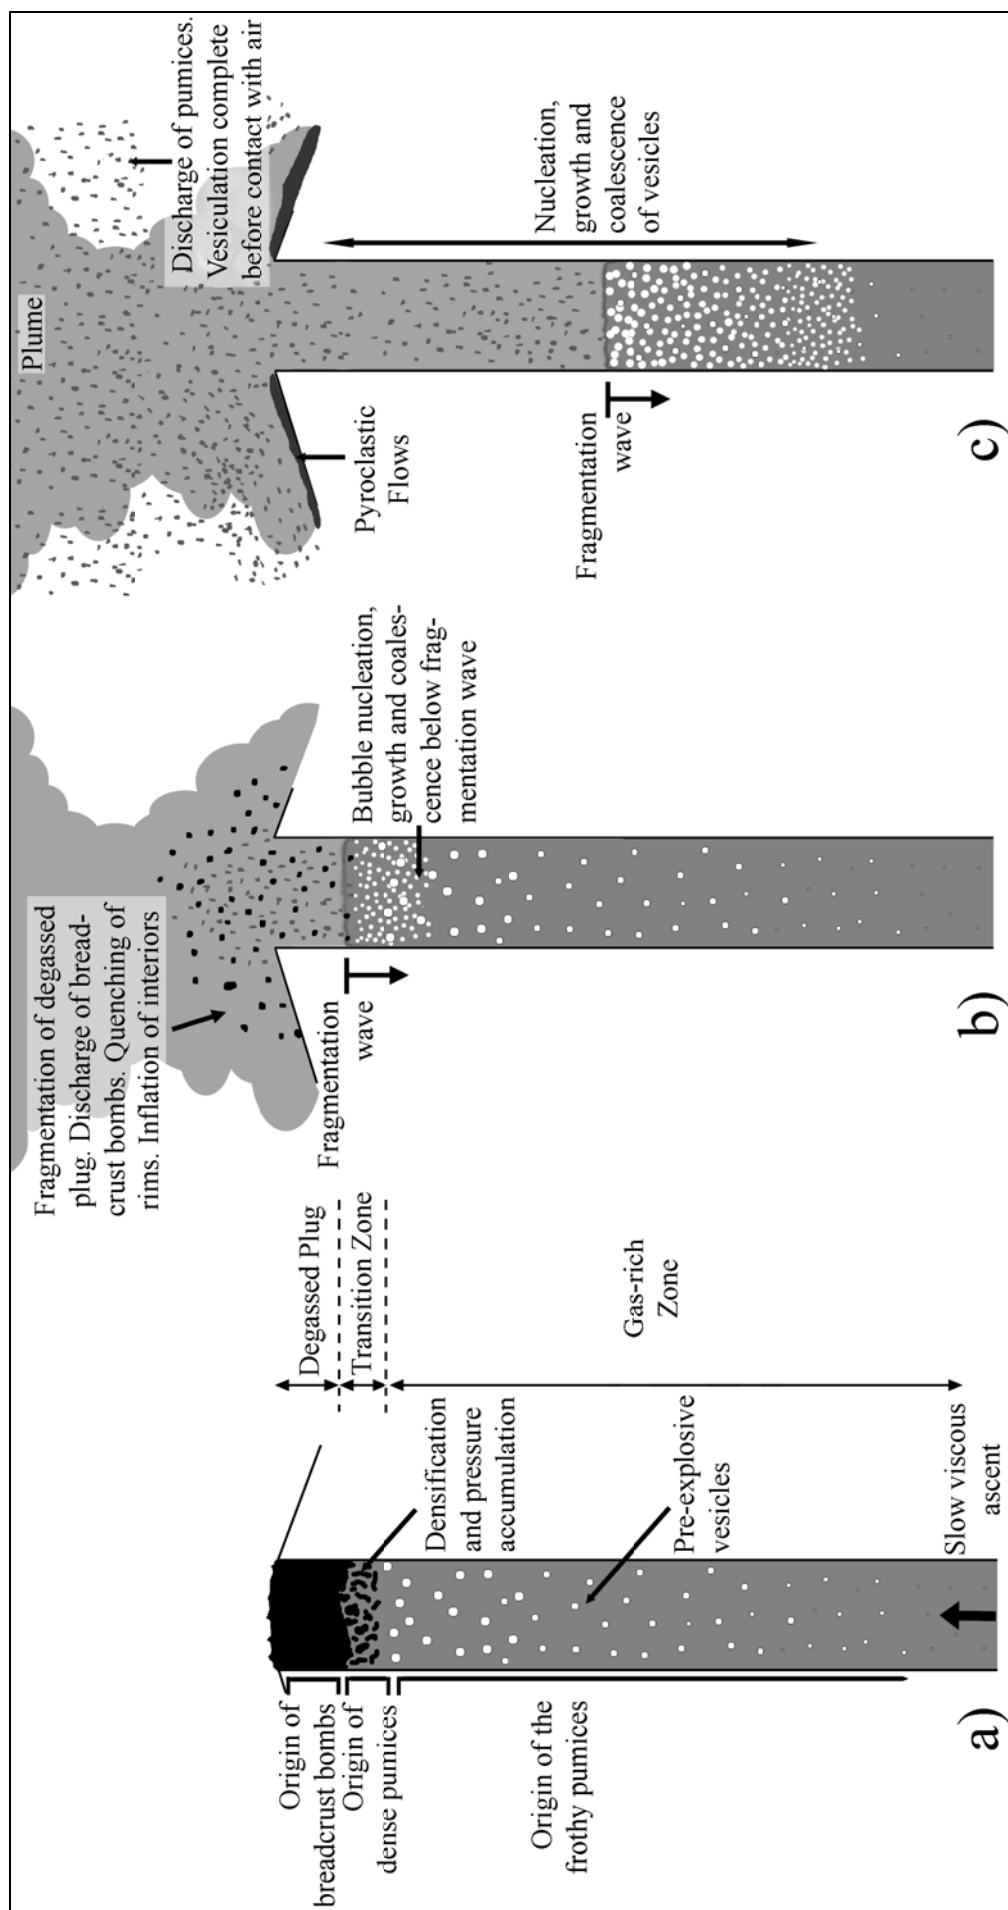 Origin of
breadcrust bombs
Origin of
dense pumices
Origin of the
frothy pumices
Degassed Plug
Transition Zone
Densification
and pressure
accumulation
Gas-rich
Zone
Pre-explosive
vesicles
Slow viscous
ascent
a)
Fragmentation of degassed
plug. Discharge of bread-
crust bombs. Quenching of
rims. Inflation of interiors
Fragmentation
wave
Bubble nucleation,
growth and coales-
cence below frag-
mentation wave
b)
Plume
Discharge of pumices.
Vesiculation complete
before contact with air
Pyroclastic
Flows
Fragmentation
wave
Nucleation,
growth and
coalescence
of vesicles
c)